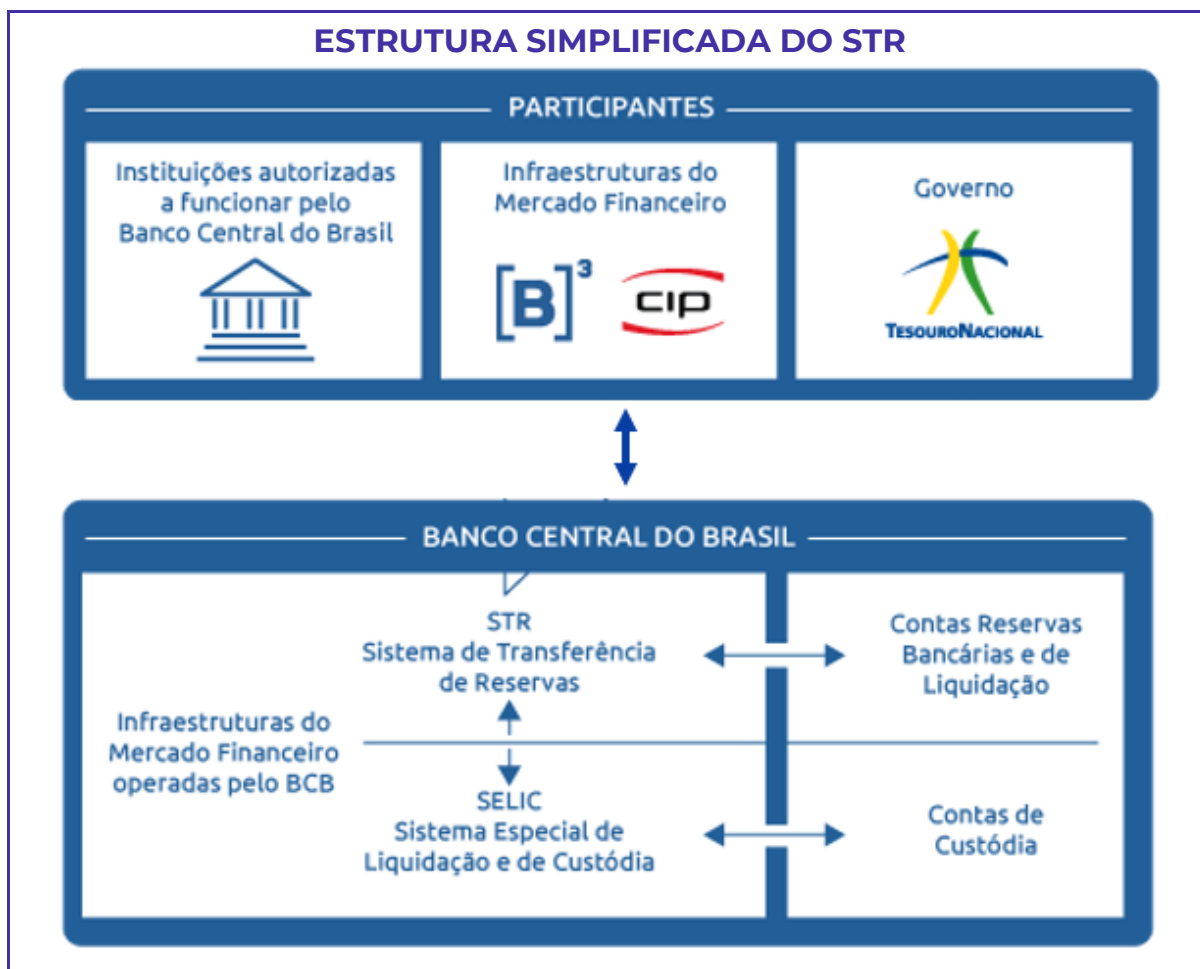 ESTRUTURA SIMPLIFICADA DO STR
PARTICIPANTES
Instituições autorizadas
a funcionar pelo
Banco Central do Brasil
Infraestruturas do
Mercado Financeiro
[B]³
CIP
Governo
TESOURONACIONAL
BANCO CENTRAL DO BRASIL
Infraestruturas do
Mercado Financeiro
operadas pelo BCB
STR
Sistema de Transferência
de Reservas
SELIC
Sistema Especial de
Liquidação e de Custódia
Contas Reservas
Bancárias e de
Liquidação
Contas de
Custódia